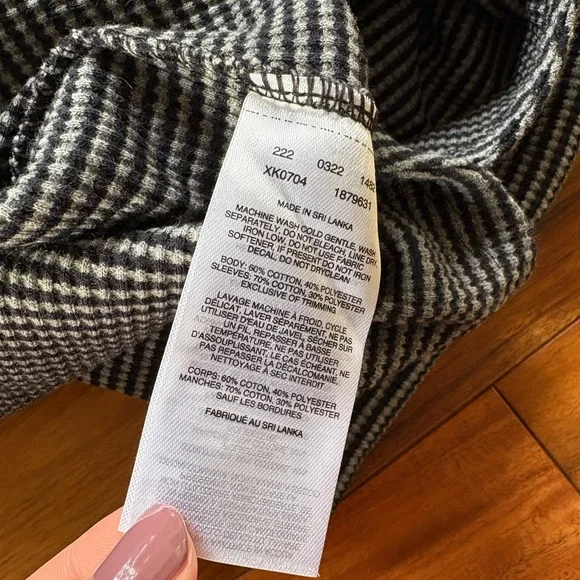 222 0322 1482
XK0704 1879631
MADE IN SRI LANKA
MACHINE WASH COLD GENTLE, WASH
SEPARATELY. DO NOT BLEACH, LINE DRY,
IRON LOW, DO NOT USE FABRIC
SOFTENER, IF PRESENT DO NOT IRON
DECAL. DO NOT DRYCLEAN.
BODY: 60% COTTON, 40% POLYESTER
SLEEVES: 70% COTTON, 30% POLYESTER
EXCLUSIVE OF TRIMMING
LAVAGE MACHINE À FROID, CYCLE
DÉLICAT. LAVER SÉPARÉMENT, NE PAS
UTILISER D'EAU DE JAVEL, SÉCHER SUR
UN FIL, REPASSER À BASSE
TEMPÉRATURE. NE PAS UTILISER
D'ASSOUPLISSANT. LE CAS ÉCHEANT, NE
PAS REPASSER LA DÉCALCOMANIE.
NETTOYAGE À SEC INTERDIT
CORPS: 60% COTON, 40% POLYESTER
MANCHES: 70% COTON, 30% POLYESTER
SAUF LES BORDURES
FABRIQUÉ AU SRI LANKA